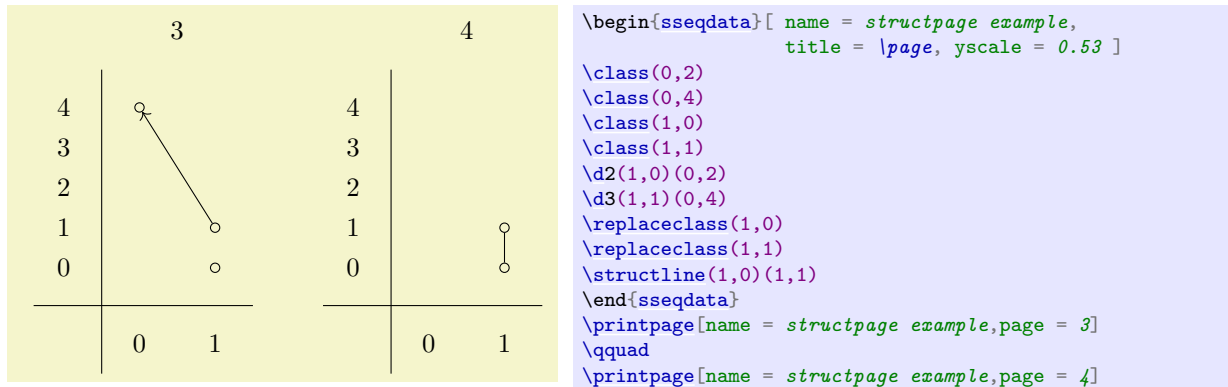 3 4
4 4
3 3
2 2
1 1
0 0
0 1 0 1
\begin{sseqdata}[ name = structpage example,
title = \page, yscale = 0.53 ]
\class(0,2)
\class(0,4)
\class(1,0)
\class(1,1)
\d2(1,0)(0,2)
\d3(1,1)(0,4)
\replaceclass(1,0)
\replaceclass(1,1)
\structline(1,0)(1,1)
\end{sseqdata}
\printpage[name = structpage example,page = 3]
\qquad
\printpage[name = structpage example,page = 4]